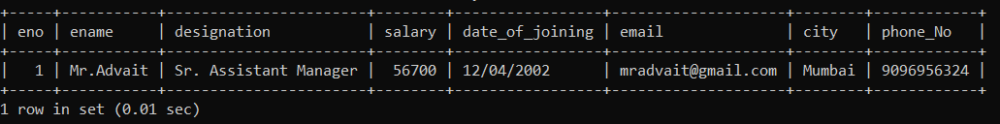 | eno | ename | designation | salary | date_of_joining | email | city | phone_No |
| 1 | Mr.Advait | Sr. Assistant Manager | 56700 | 12/04/2002 | mradvait@gmail.com | Mumbai | 9096956324 |
1 row in set (0.01 sec)